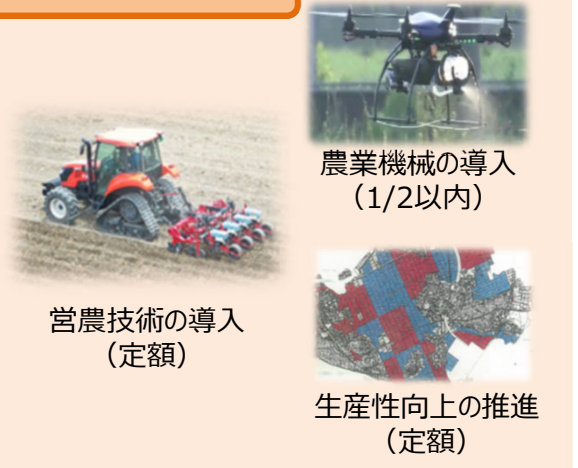 農業機械の導入
（1/2以内）
営農技術の導入
（定額）
生産性向上の推進
（定額）